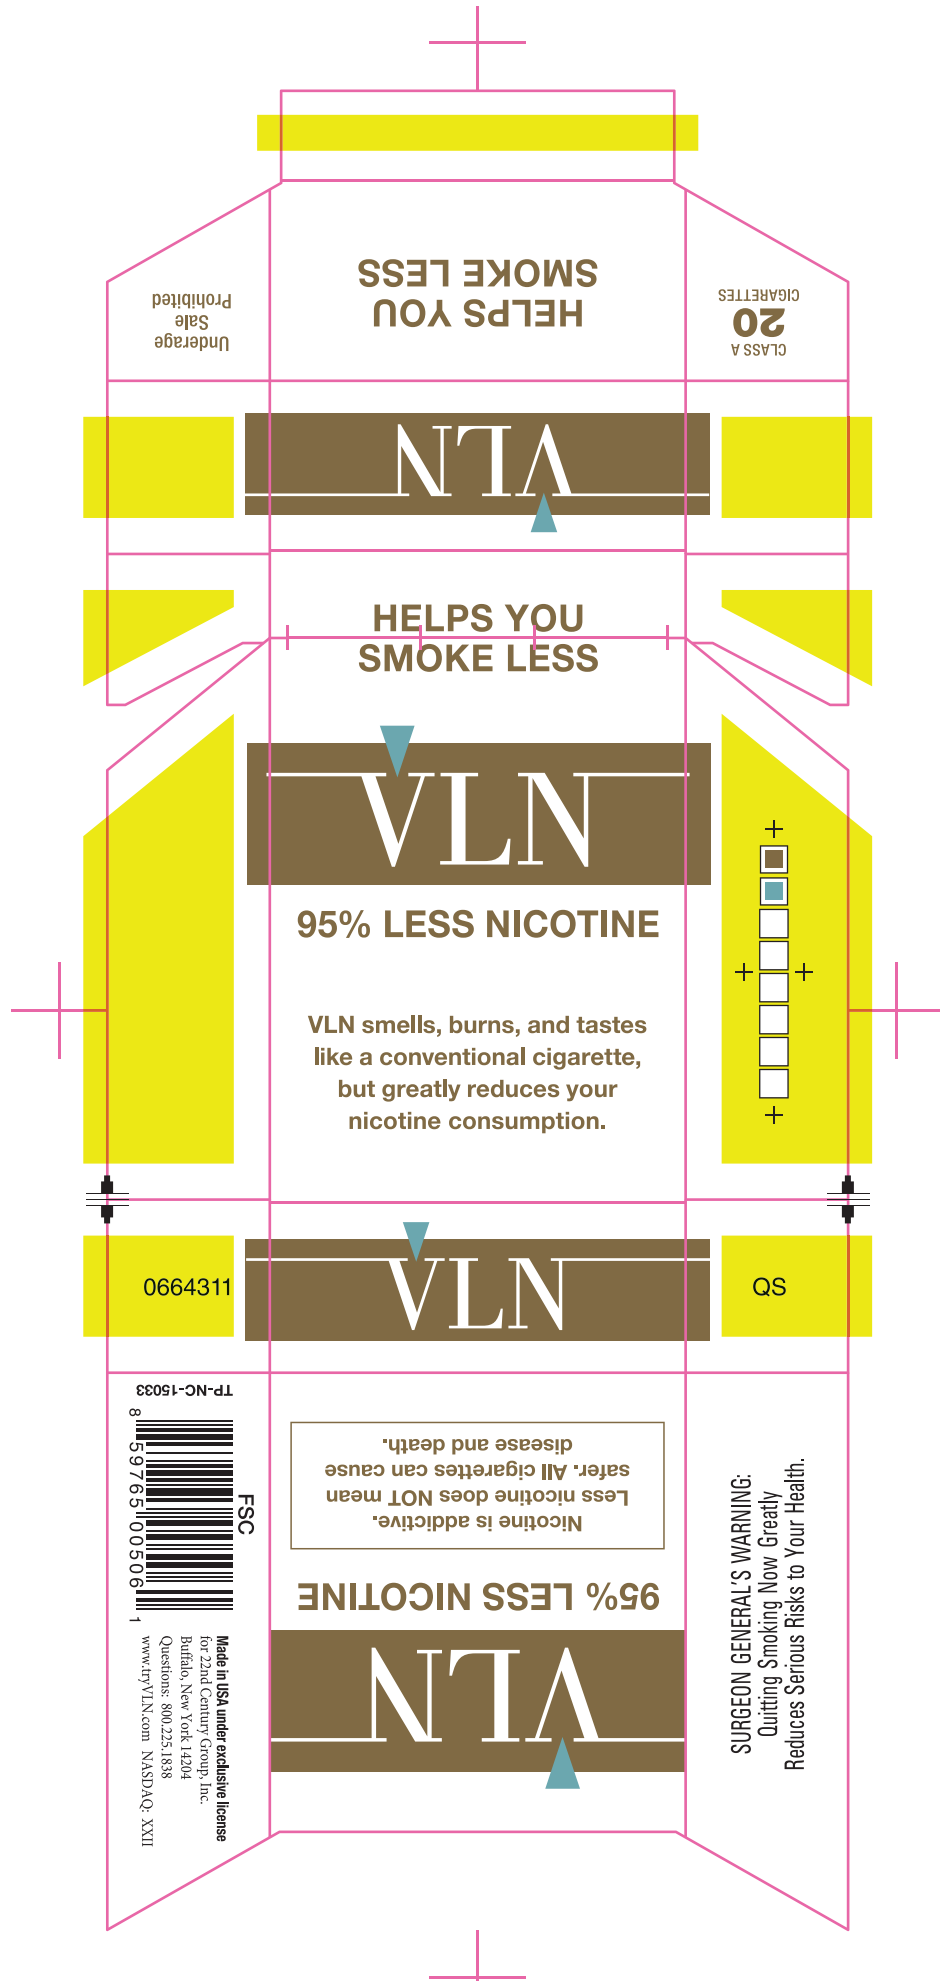 HELPS YOU
SMOKE LESS
Underage
Sale
Prohibited
CLASS A
20
CIGARETTES
VLN
HELPS YOU
SMOKE LESS
VLN
95% LESS NICOTINE
VLN smells, burns, and tastes
like a conventional cigarette,
but greatly reduces your
nicotine consumption.
0664311
VLN
QS
TP-NC-15033
8 59765 00506 1
FSC
Made in USA under exclusive license
for 22nd Century Group, Inc.
Buffalo, New York 14204
Questions: 800.225.1838
www.tryVLN.com NASDAQ: XXII
VLN
95% LESS NICOTINE
Nicotine is addictive.
Less nicotine does NOT mean
safer. All cigarettes can cause
disease and death.
SURGEON GENERAL'S WARNING:
Quitting Smoking Now Greatly
Reduces Serious Risks to Your Health.